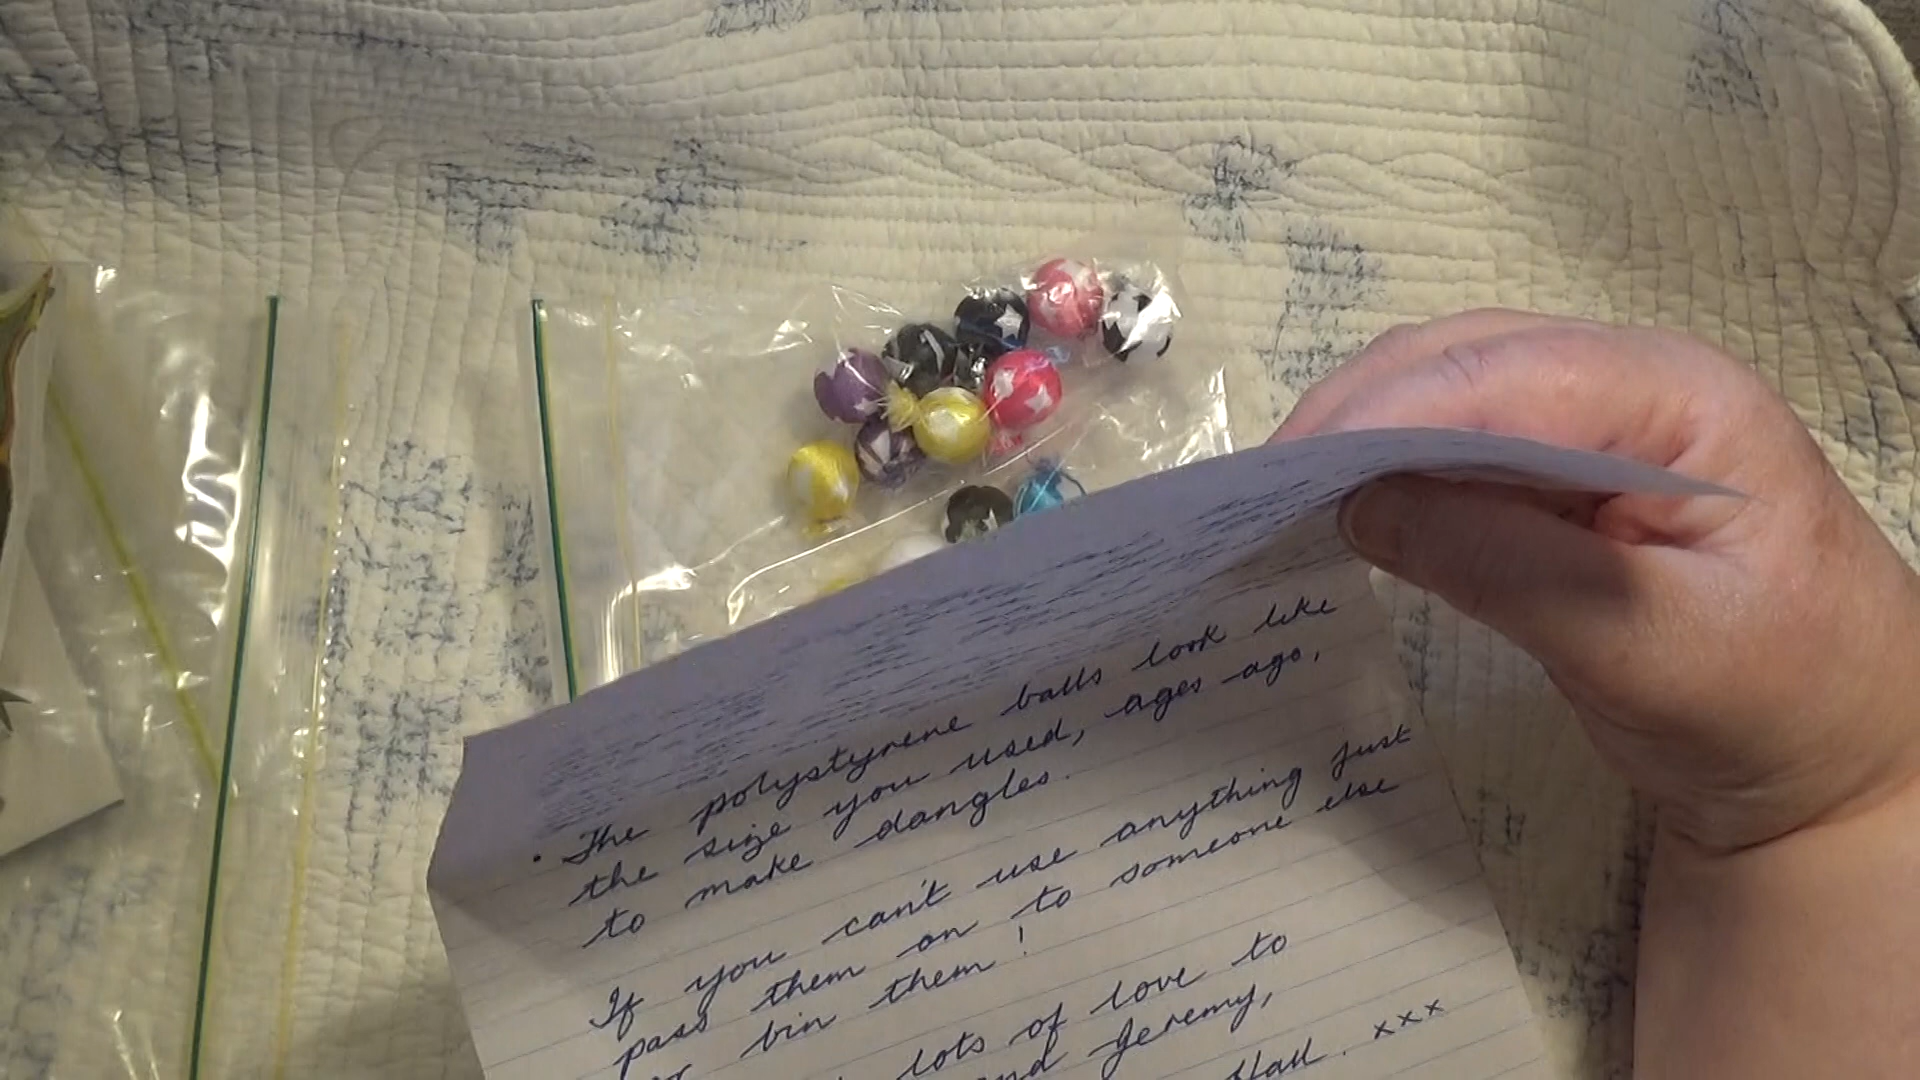 • The polystyrene balls look like
the size you used, ages ago,
to make dangles.
If you can't use anything just
pass them on to someone else
or bin them!
lots of love to
and Jeremy,
xxx